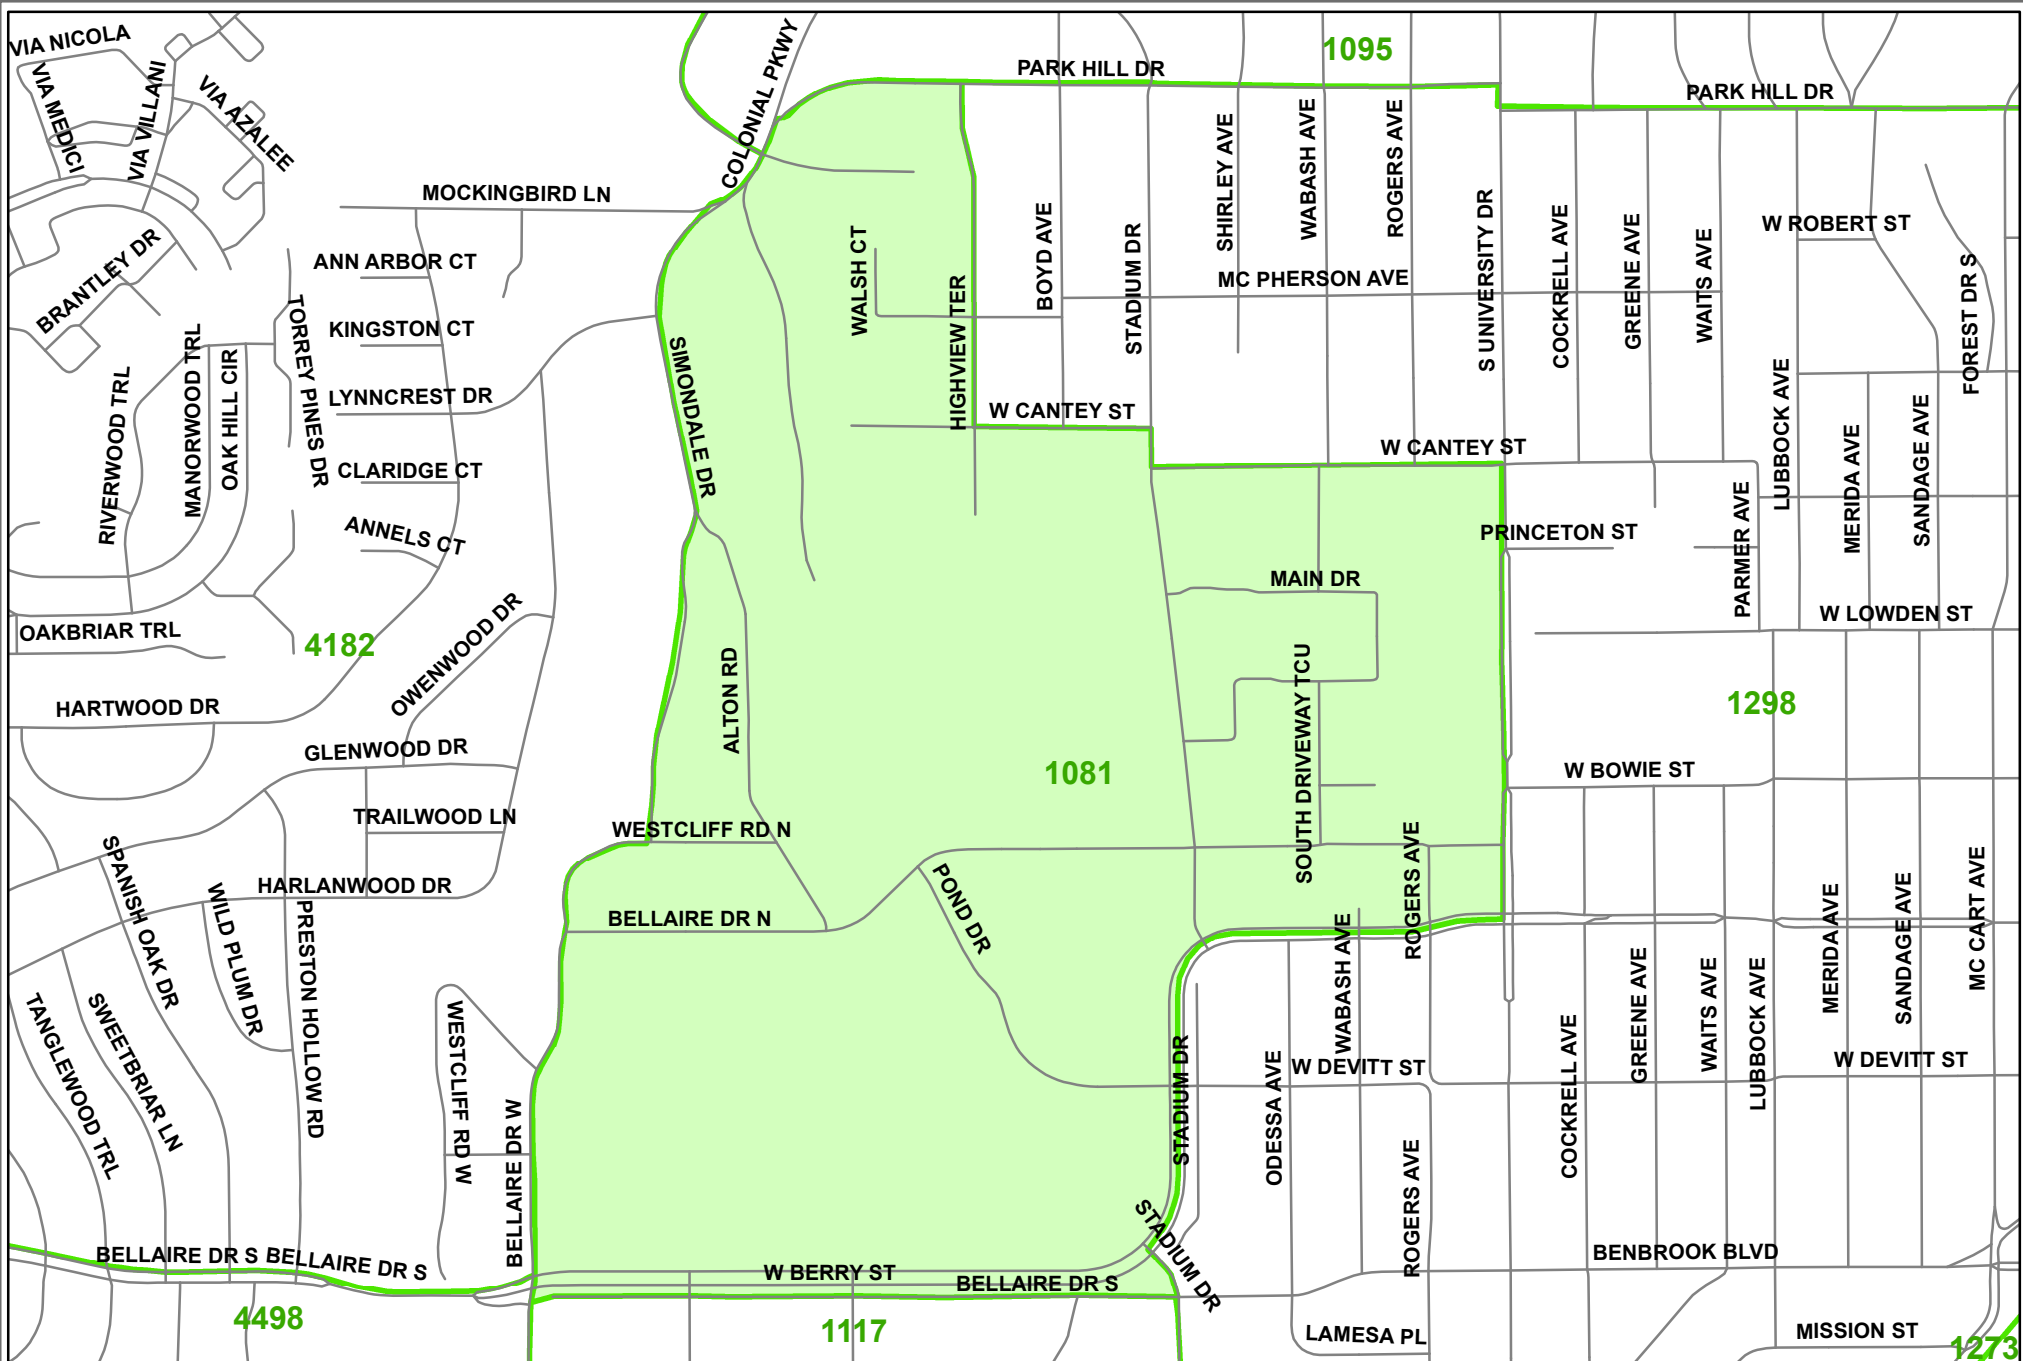 VIA NICOLA
VIA MEDICI
VIA VILLANI
VIA AZALEE
COLONIAL PKWY
PARK HILL DR
1095
PARK HILL DR
MOCKINGBIRD LN
BRANTLEY DR
ANN ARBOR CT
KINGSTON CT
LYNNCREST DR
CLARIDGE CT
ANNELS CT
TORREY PINES DR
RIVERWOOD TRL
MANORWOOD TRL
OAK HILL CIR
SIMONDALE DR
WALSH CT
HIGHVIEW TER
BOYD AVE
STADIUM DR
SHIRLEY AVE
WABASH AVE
ROGERS AVE
MC PHERSON AVE
S UNIVERSITY DR
COCKRELL AVE
GREENE AVE
WAITS AVE
W ROBERT ST
FOREST DR S
LUBBOCK AVE
MERIDA AVE
SANDAGE AVE
W CANTEY ST
W CANTEY ST
PARMER AVE
PRINCETON ST
MAIN DR
W LOWDEN ST
OAKBRIAR TRL
4182
OWENWOOD DR
HARTWOOD DR
GLENWOOD DR
ALTON RD
SOUTH DRIVEWAY TCU
1298
1081
W BOWIE ST
TRAILWOOD LN
WESTCLIFF RD N
ROGERS AVE
HARLANWOOD DR
SPANISH OAK DR
WILD PLUM DR
PRESTON HOLLOW RD
BELLAIRE DR N
POND DR
WABASH AVE
MERIDA AVE
SANDAGE AVE
MC CART AVE
TANGLEWOOD TRL
SWEETBRIAR LN
WESTCLIFF RD W
BELLAIRE DR W
STADIUM DR
ODESSA AVE
W DEVITT ST
COCKRELL AVE
GREENE AVE
WAITS AVE
LUBBOCK AVE
W DEVITT ST
ROGERS AVE
BELLAIRE DR S
BELLAIRE DR S
W BERRY ST
BELLAIRE DR S
STADIUM DR
BENBROOK BLVD
4498
1117
LAMESA PL
MISSION ST
1273